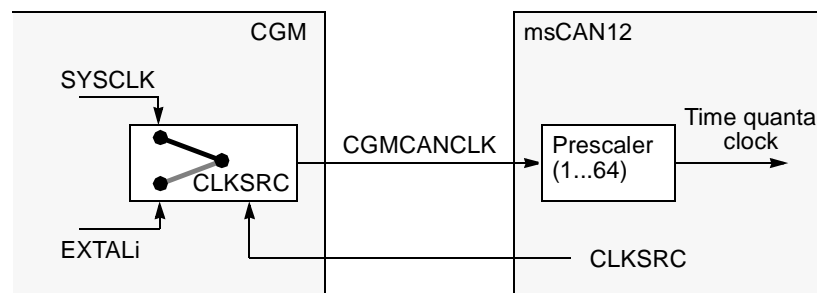 CGM
msCAN12
SYSCLK
CGMCANCLK
Prescaler
(1...64)
Time quanta
clock
CLKSRC
EXTALi
CLKSRC